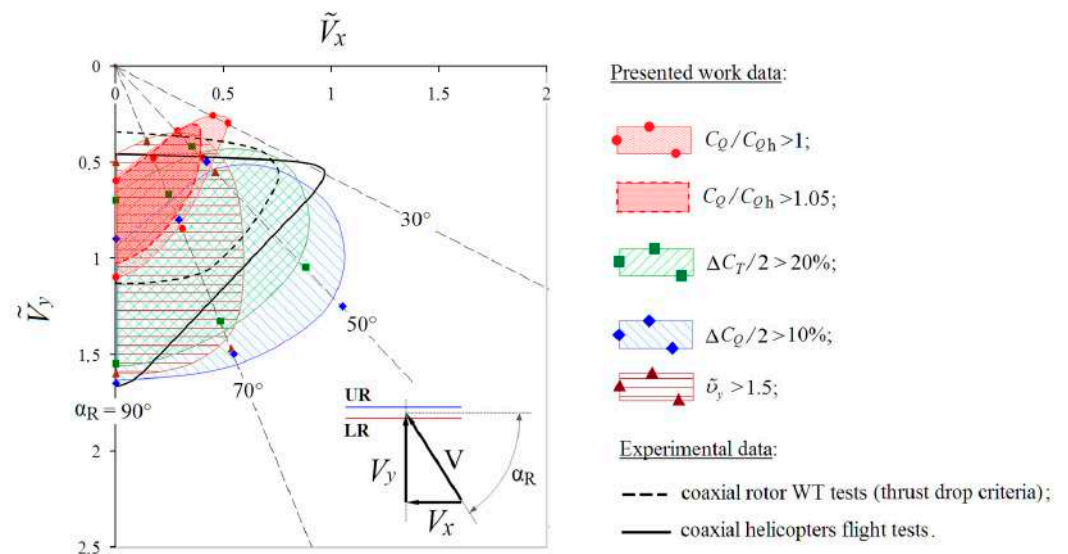 Ṽx
0
0
0.5
1
1.5
2
0.5
1
1.5
2
2.5
Ṽy
30°
50°
70°
αR = 90°
UR
LR
Vy
V
Vx
αR
Presented work data:
CQ/CQh >1;
CQ/CQh >1.05;
ΔCT/2 >20%;
ΔCQ/2 >10%;
ῦy >1.5;
Experimental data:
coaxial rotor WT tests (thrust drop criteria);
coaxial helicopters flight tests.